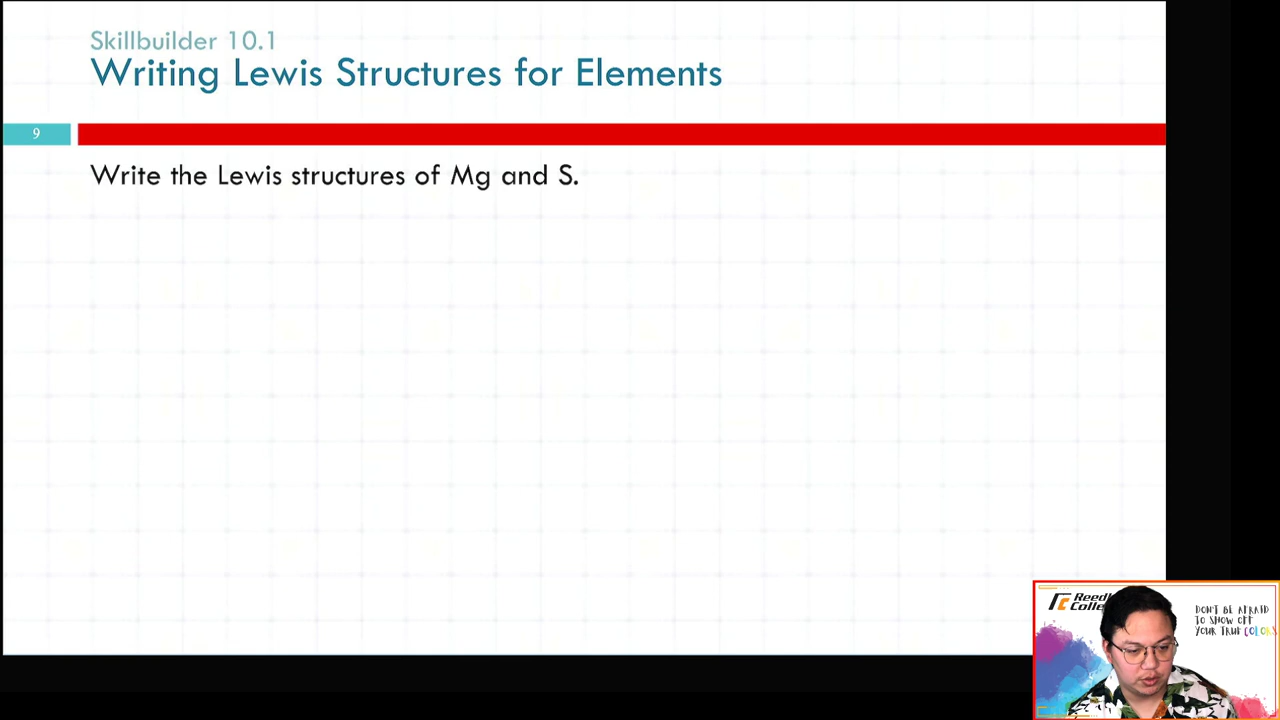 Skillbuilder 10.1
Writing Lewis Structures for Elements
9
Write the Lewis structures of Mg and S.
DON'T BE AFRAID
TO SHOW OFF
YOUR TRUE COLORS